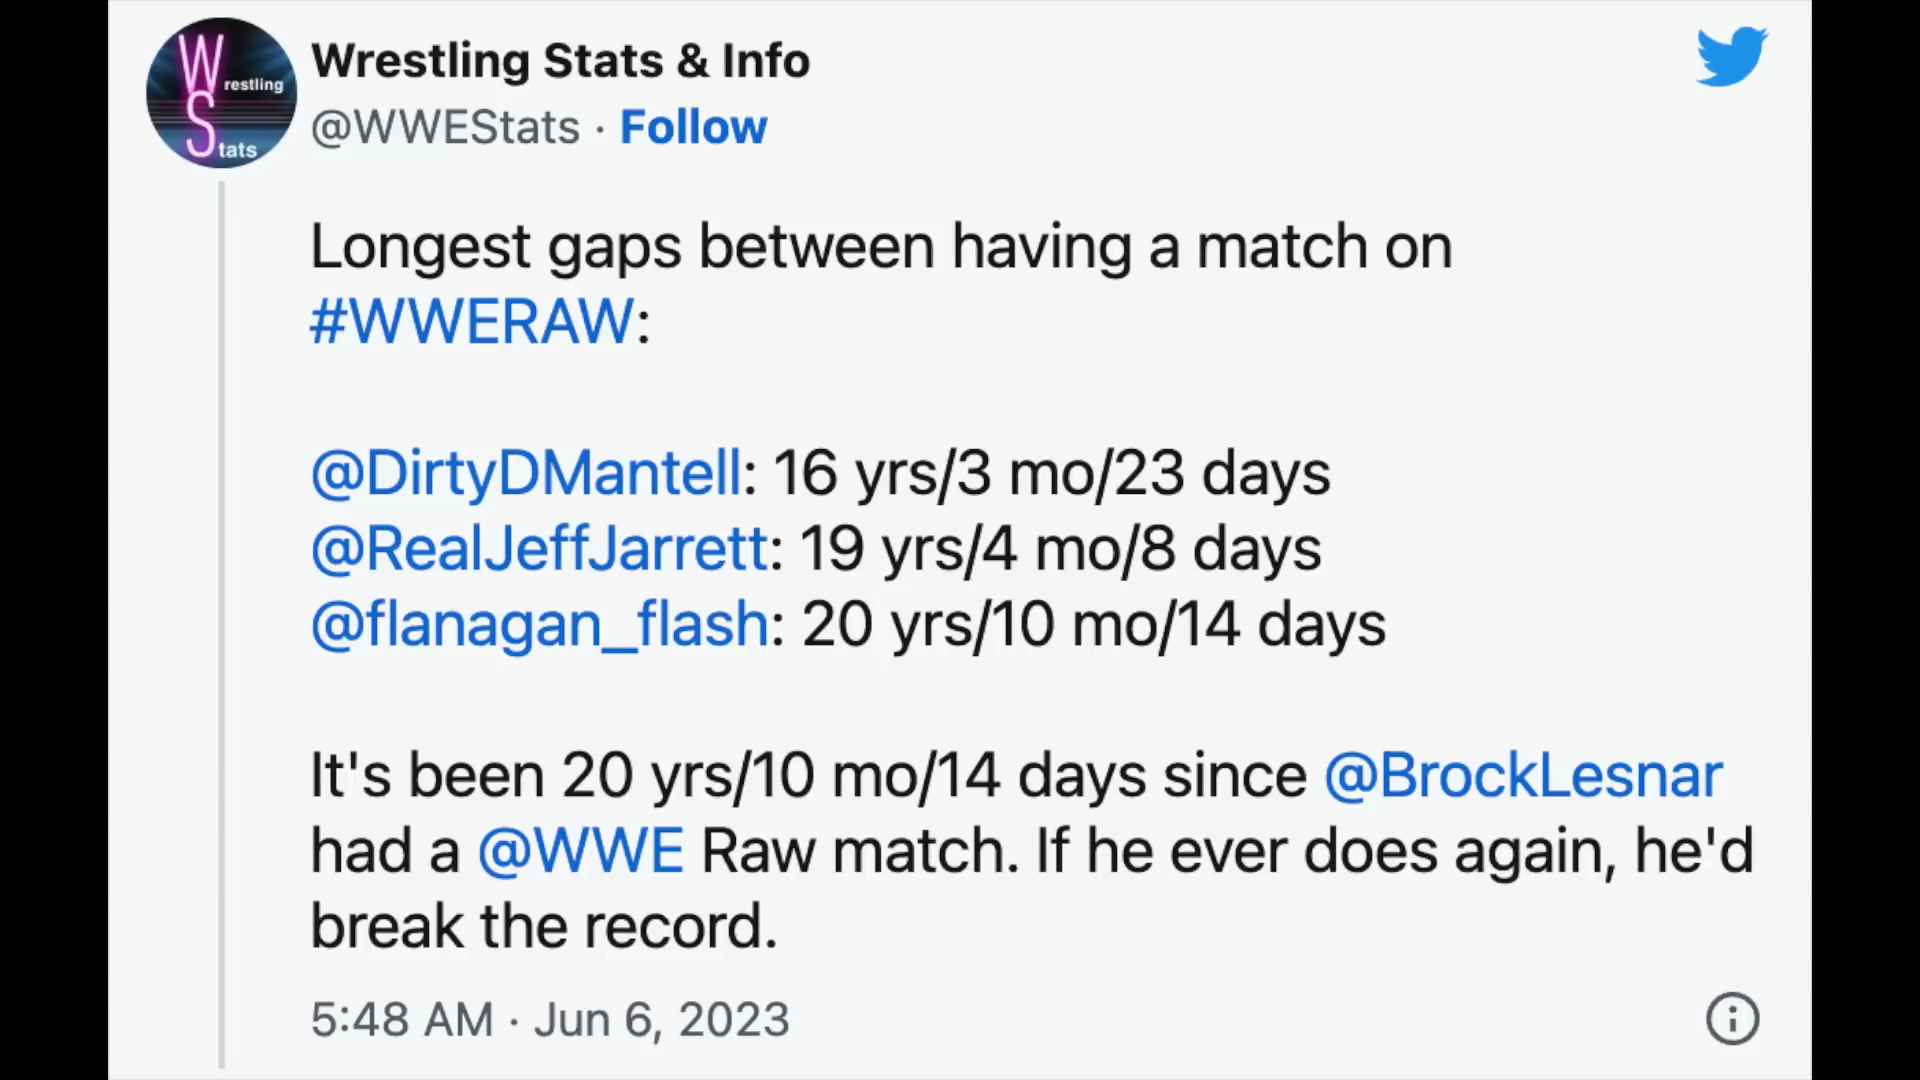 Wrestling
Stats
Wrestling Stats & Info
@WWEStats · Follow
Longest gaps between having a match on
#WWERAW:
@DirtyDMantell: 16 yrs/3 mo/23 days
@RealJeffJarrett: 19 yrs/4 mo/8 days
@flanagan_flash: 20 yrs/10 mo/14 days
It's been 20 yrs/10 mo/14 days since @BrockLesnar
had a @WWE Raw match. If he ever does again, he'd
break the record.
5:48 AM · Jun 6, 2023